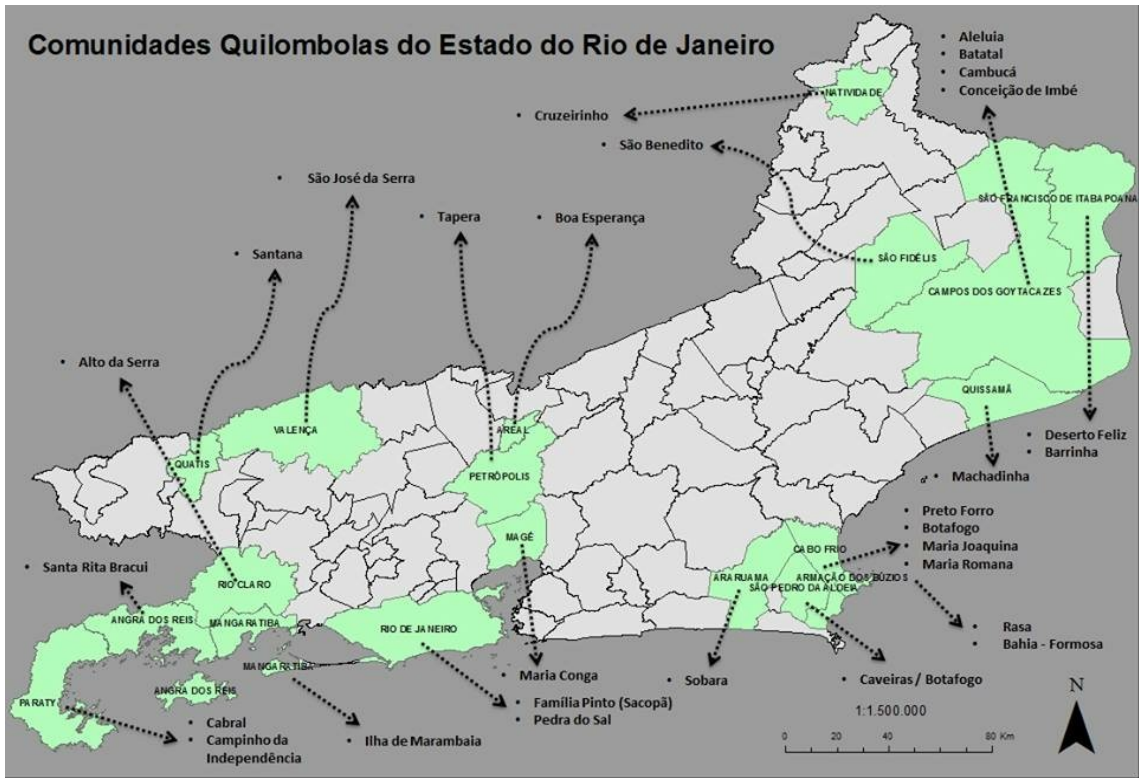 Comunidades Quilombolas do Estado do Rio de Janeiro
• Aleluia
• Batatal
• Cambucá
• Conceição de Imbé
NATIVIDADE
• Cruzeirinho
• São Benedito
• São José da Serra
• Tapera
• Boa Esperança
• Santana
SÃO FRANCISCO DE ITABAPOANA
SÃO FIDÉLIS
CAMPOS DOS GOYTACAZES
• Alto da Serra
QUISSAMÃ
VALENÇA
AREAL
• Deserto Feliz
• Barrinha
QUATIS
PETRÓPOLIS
Machadinha
• Preto Forro
• Botafogo
• Maria Joaquina
• Maria Romana
MAGÉ
CABO FRIO
• Santa Rita Bracui
RIO CLARO
ARARUAMA
ARMAÇÃO DOS BÚZIOS
SÃO PEDRO DA ALDEIA
ANGRA DOS REIS
MANGARATIBA
RIO DE JANEIRO
• Rasa
• Bahia - Formosa
MANGARATIBA
• Maria Conga
• Sobara
• Caveiras / Botafogo
ANGRA DOS REIS
PARATY
• Família Pinto (Sacopã)
• Pedra do Sal
• Cabral
• Campinho da
Independência
• Ilha de Marambaia
N
1:1.500.000
0 20 40 80 Km